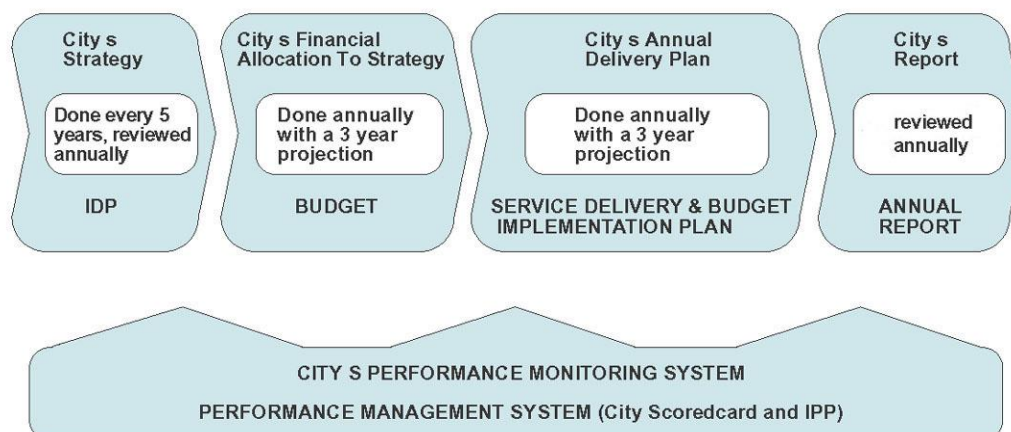 City s
Strategy
Done every 5
years, reviewed
annually
IDP
City s Financial
Allocation To Strategy
Done annually
with a 3 year
projection
BUDGET
City s Annual
Delivery Plan
Done annually
with a 3 year
projection
SERVICE DELIVERY & BUDGET
IMPLEMENTATION PLAN
City s
Report
reviewed
annually
ANNUAL
REPORT
CITY S PERFORMANCE MONITORING SYSTEM
PERFORMANCE MANAGEMENT SYSTEM (City Scoredcard and IPP)